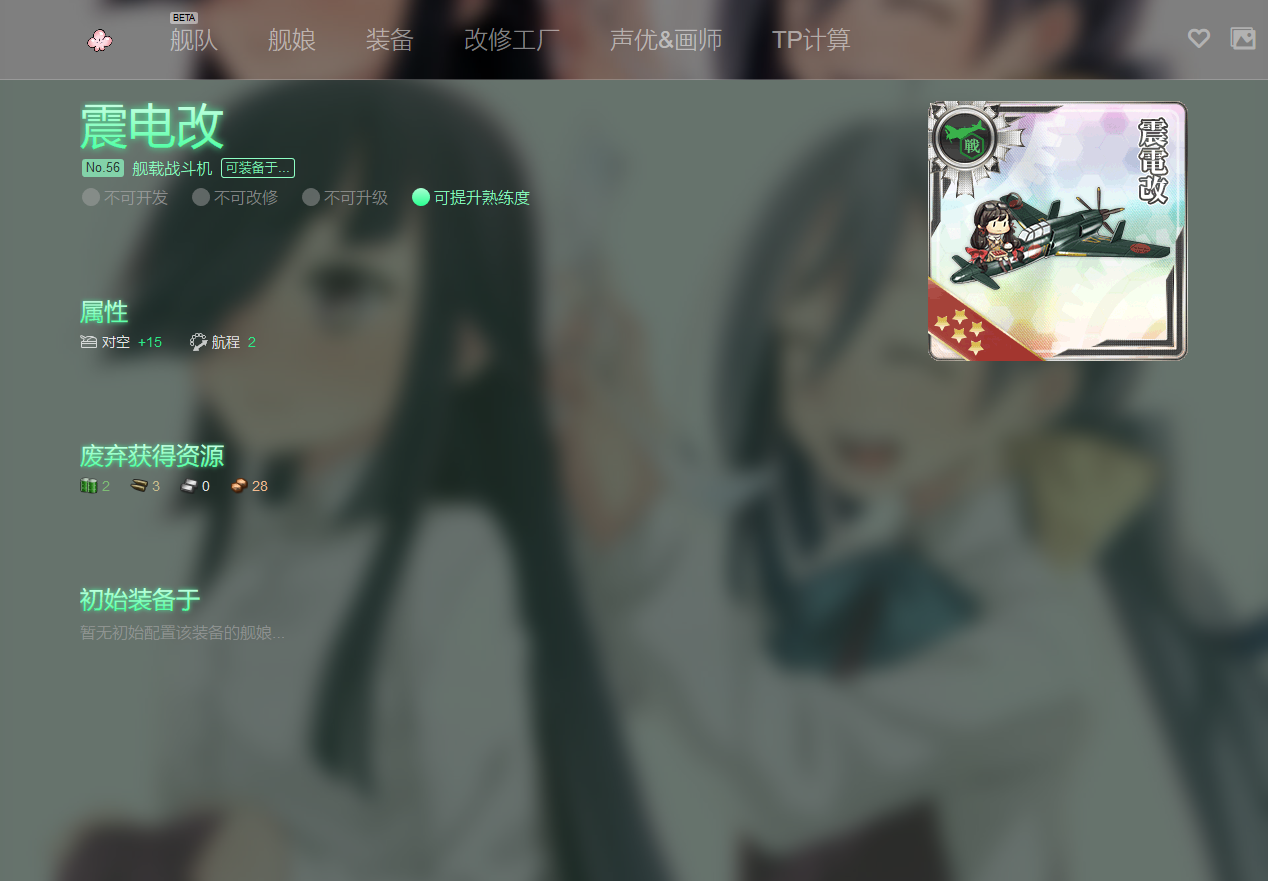 BETA
舰队 舰娘 装备 改修工厂 声优&画师 TP计算
震电改
No.56 舰载战斗机 可装备于...
不可开发 不可改修 不可升级 可提升熟练度
戦
震電改
属性
对空 +15 航程 2
废弃获得资源
2 3 0 28
初始装备于
暂无初始配置该装备的舰娘...